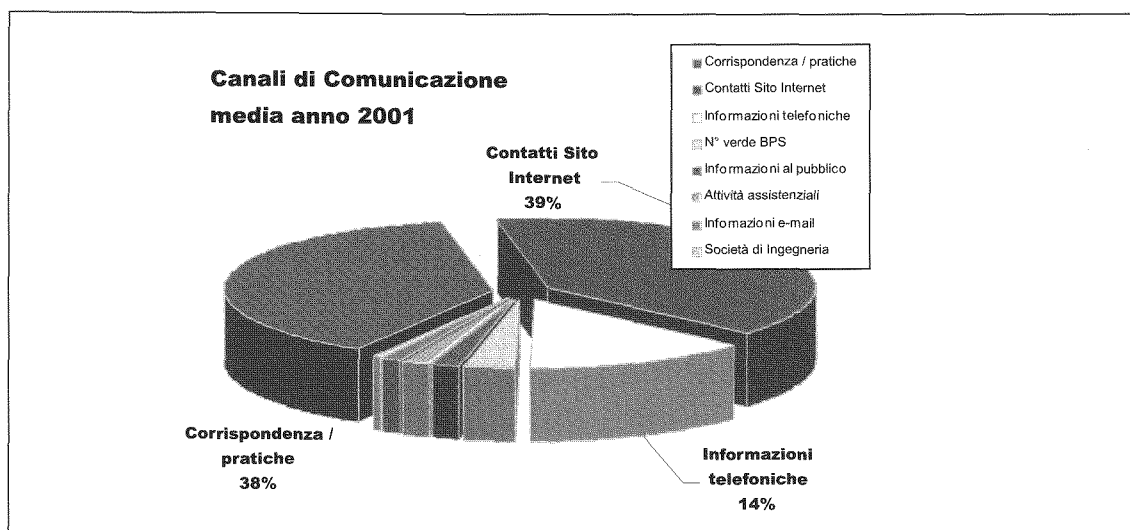 Canali di Comunicazione
media anno 2001
Corrispondenza / pratiche
Contatti Sito Internet
Informazioni telefoniche
N° verde BPS
Informazioni al pubblico
Attività assistenziali
Informazioni e-mail
Società di Ingegneria
Contatti Sito
Internet
39%
Corrispondenza /
pratiche
38%
Informazioni
telefoniche
14%